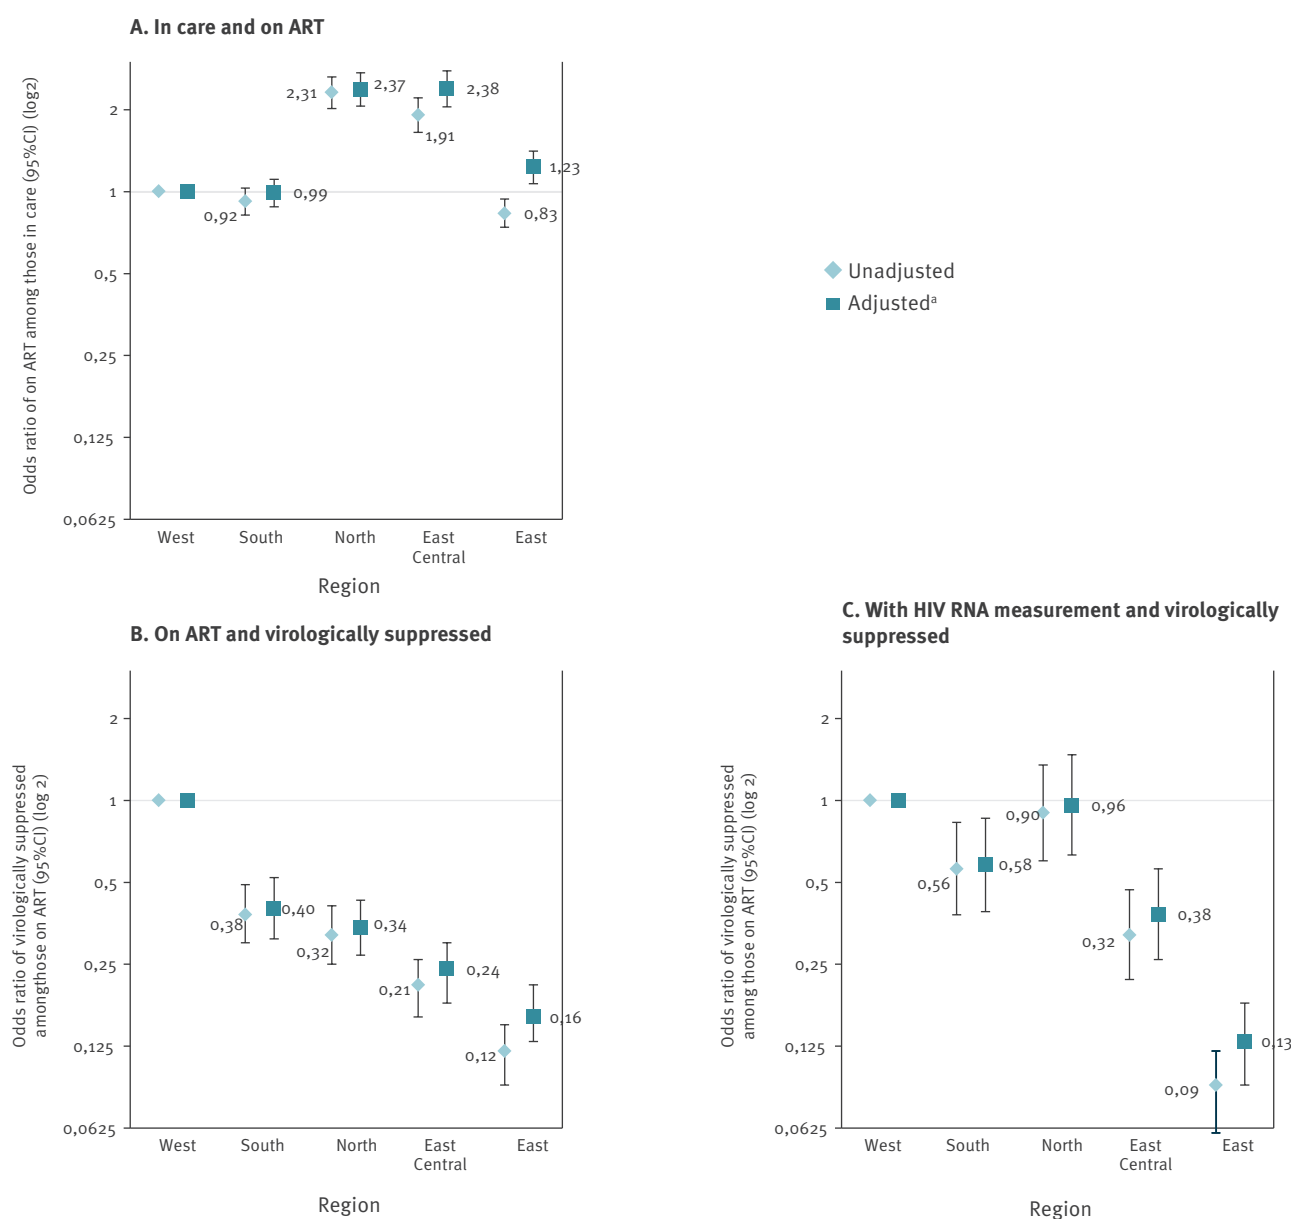 A. In care and on ART
Odds ratio of on ART among those in care (95%CI) (log2)
2
1
0,5
0,25
0,125
0,0625
2,31
2,37
2,38
1,91
1,23
0,99
0,92
0,83
West South North East East
Central
Region
Unadjusted
Adjustedᵃ
B. On ART and virologically suppressed
Odds ratio of virologically suppressed
amongthose on ART (95%CI) (log 2)
2
1
0,5
0,25
0,125
0,0625
0,38
0,40
0,32
0,34
0,21
0,24
0,12
0,16
West South North East East
Central
Region
C. With HIV RNA measurement and virologically
suppressed
Odds ratio of virologically suppressed
among those on ART (95%CI) (log 2)
2
1
0,5
0,25
0,125
0,0625
0,56
0,58
0,90
0,96
0,32
0,38
0,09
0,13
West South North East East
Central
Region